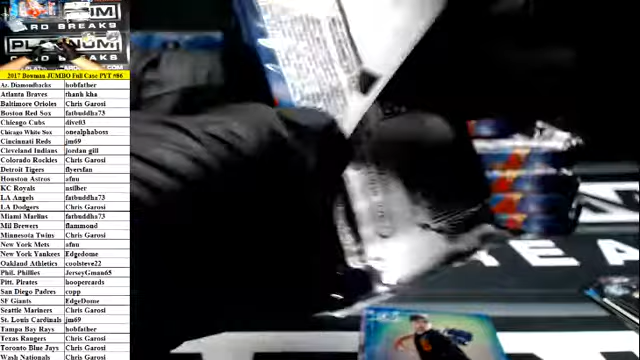 CARD BREAKS
PLATINUM
2017 Bowman JUMBO Full Case PYT #86
Az. Diamondbacks hobfather
Atlanta Braves thank kha
Baltimore Orioles Chris Garosi
Boston Red Sox fatbuddha73
Chicago Cubs dive03
Chicago White Sox onealphaboss
Cincinnati Reds jm69
Cleveland Indians jordan gill
Colorado Rockies Chris Garosi
Detroit Tigers flyersfan
Houston Astros afnu
KC Royals nsilber
LA Angels fatbuddha73
LA Dodgers Chris Garosi
Miami Marlins fatbuddha73
Mil Brewers flammond
Minnesota Twins Chris Garosi
New York Mets afnu
New York Yankees Edgedome
Oakland Athletics coolsteve22
Phil. Phillies JerseyGman65
Pitt. Pirates hoopercards
San Diego Padres copp
SF Giants EdgeDome
Seattle Mariners Chris Garosi
St. Louis Cardinals jm69
Tampa Bay Rays hobfather
Texas Rangers Chris Garosi
Toronto Blue Jays Chris Garosi
Wash Nationals Chris Garosi